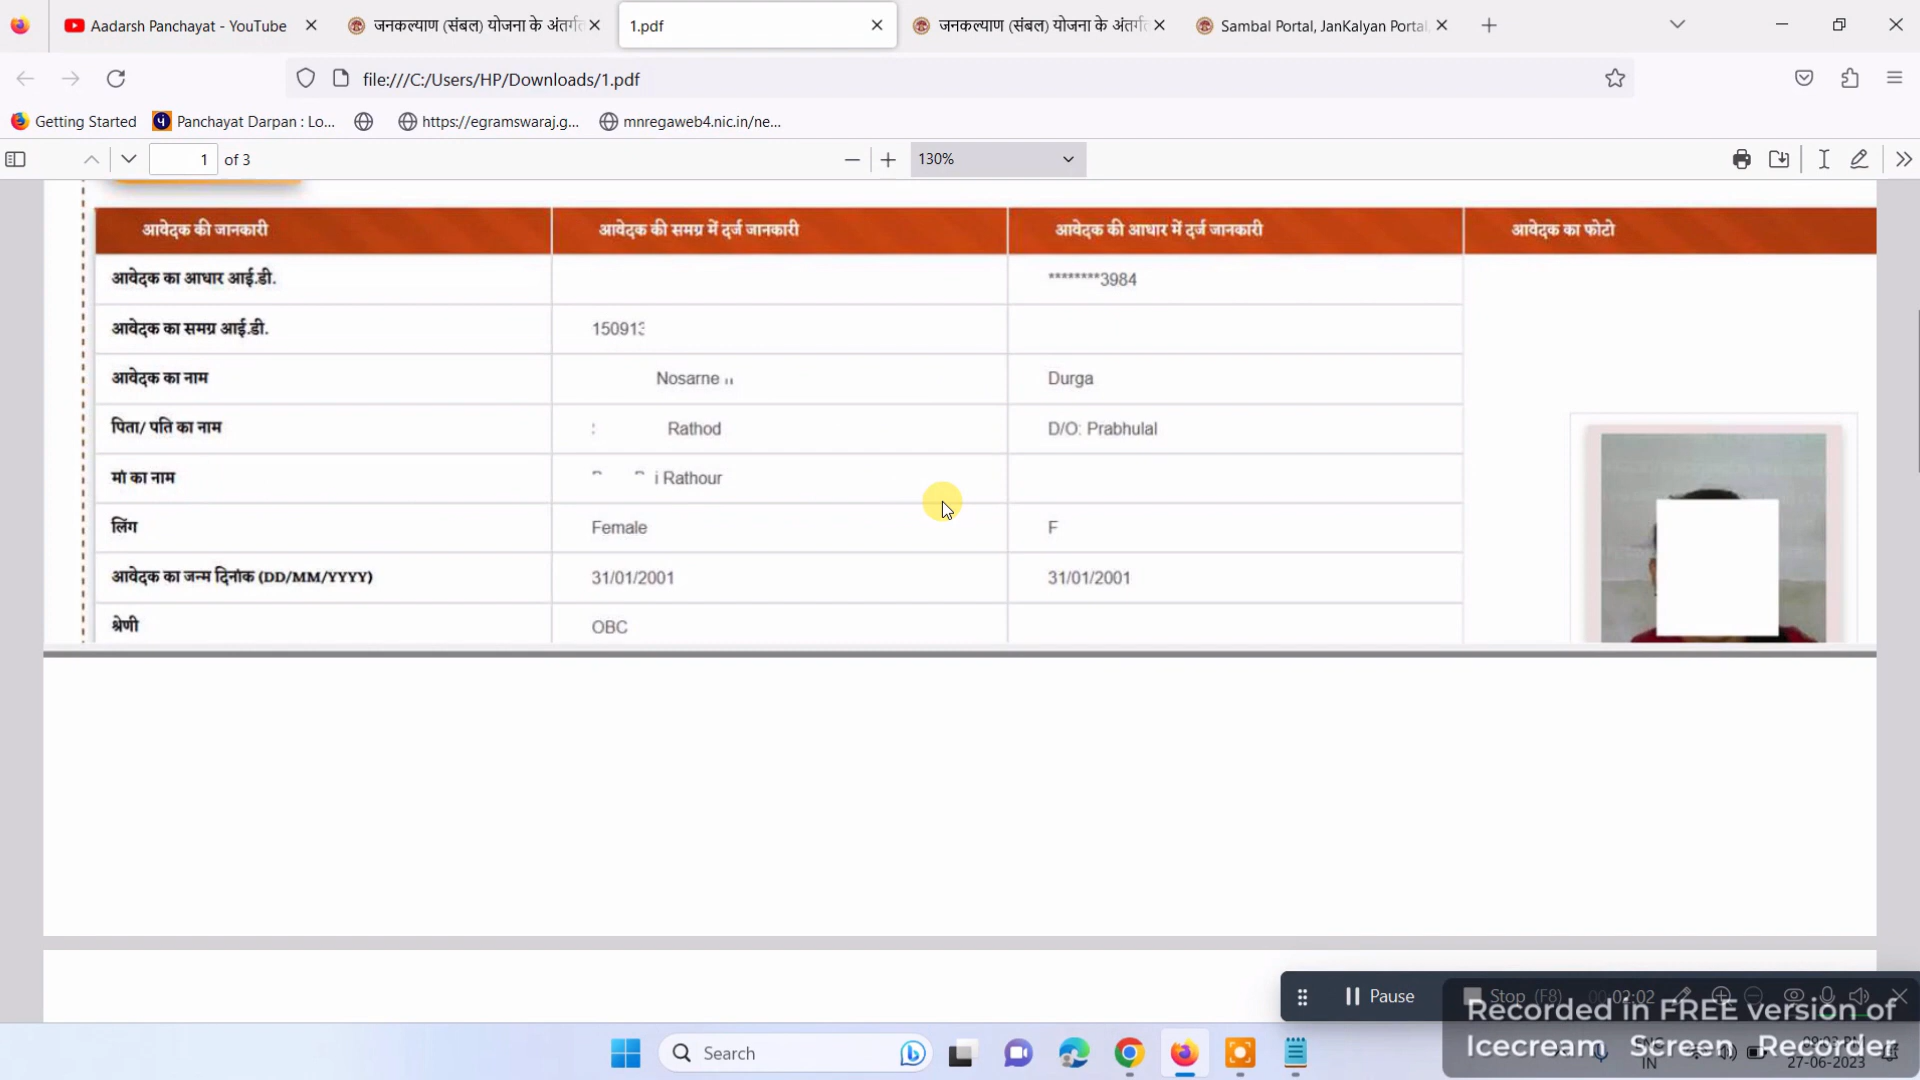 Aadarsh Panchayat - YouTube
जनकल्याण (संबल) योजना के अंतर्गत
1.pdf
जनकल्याण (संबल) योजना के अंतर्गत
Sambal Portal, JanKalyan Portal,
file:///C:/Users/HP/Downloads/1.pdf
Getting Started
Panchayat Darpan : Lo...
https://egramswaraj.g...
mnregaweb4.nic.in/ne...
1 of 3
130%
आवेदक की जानकारी
आवेदक की समग्र में दर्ज जानकारी
आवेदक की आधार में दर्ज जानकारी
आवेदक का फोटो
आवेदक का आधार आई.डी.
********3984
आवेदक का समग्र आई.डी.
150913
आवेदक का नाम
Nosarne
Durga
पिता/ पति का नाम
Rathod
D/O: Prabhulal
मां का नाम
i Rathour
लिंग
Female
F
आवेदक का जन्म दिनांक (DD/MM/YYYY)
31/01/2001
31/01/2001
श्रेणी
OBC
Pause
Stop (F8)
00:02:02
Recorded in FREE version of
Icecream Screen Recorder
Search
IN
27-06-2023